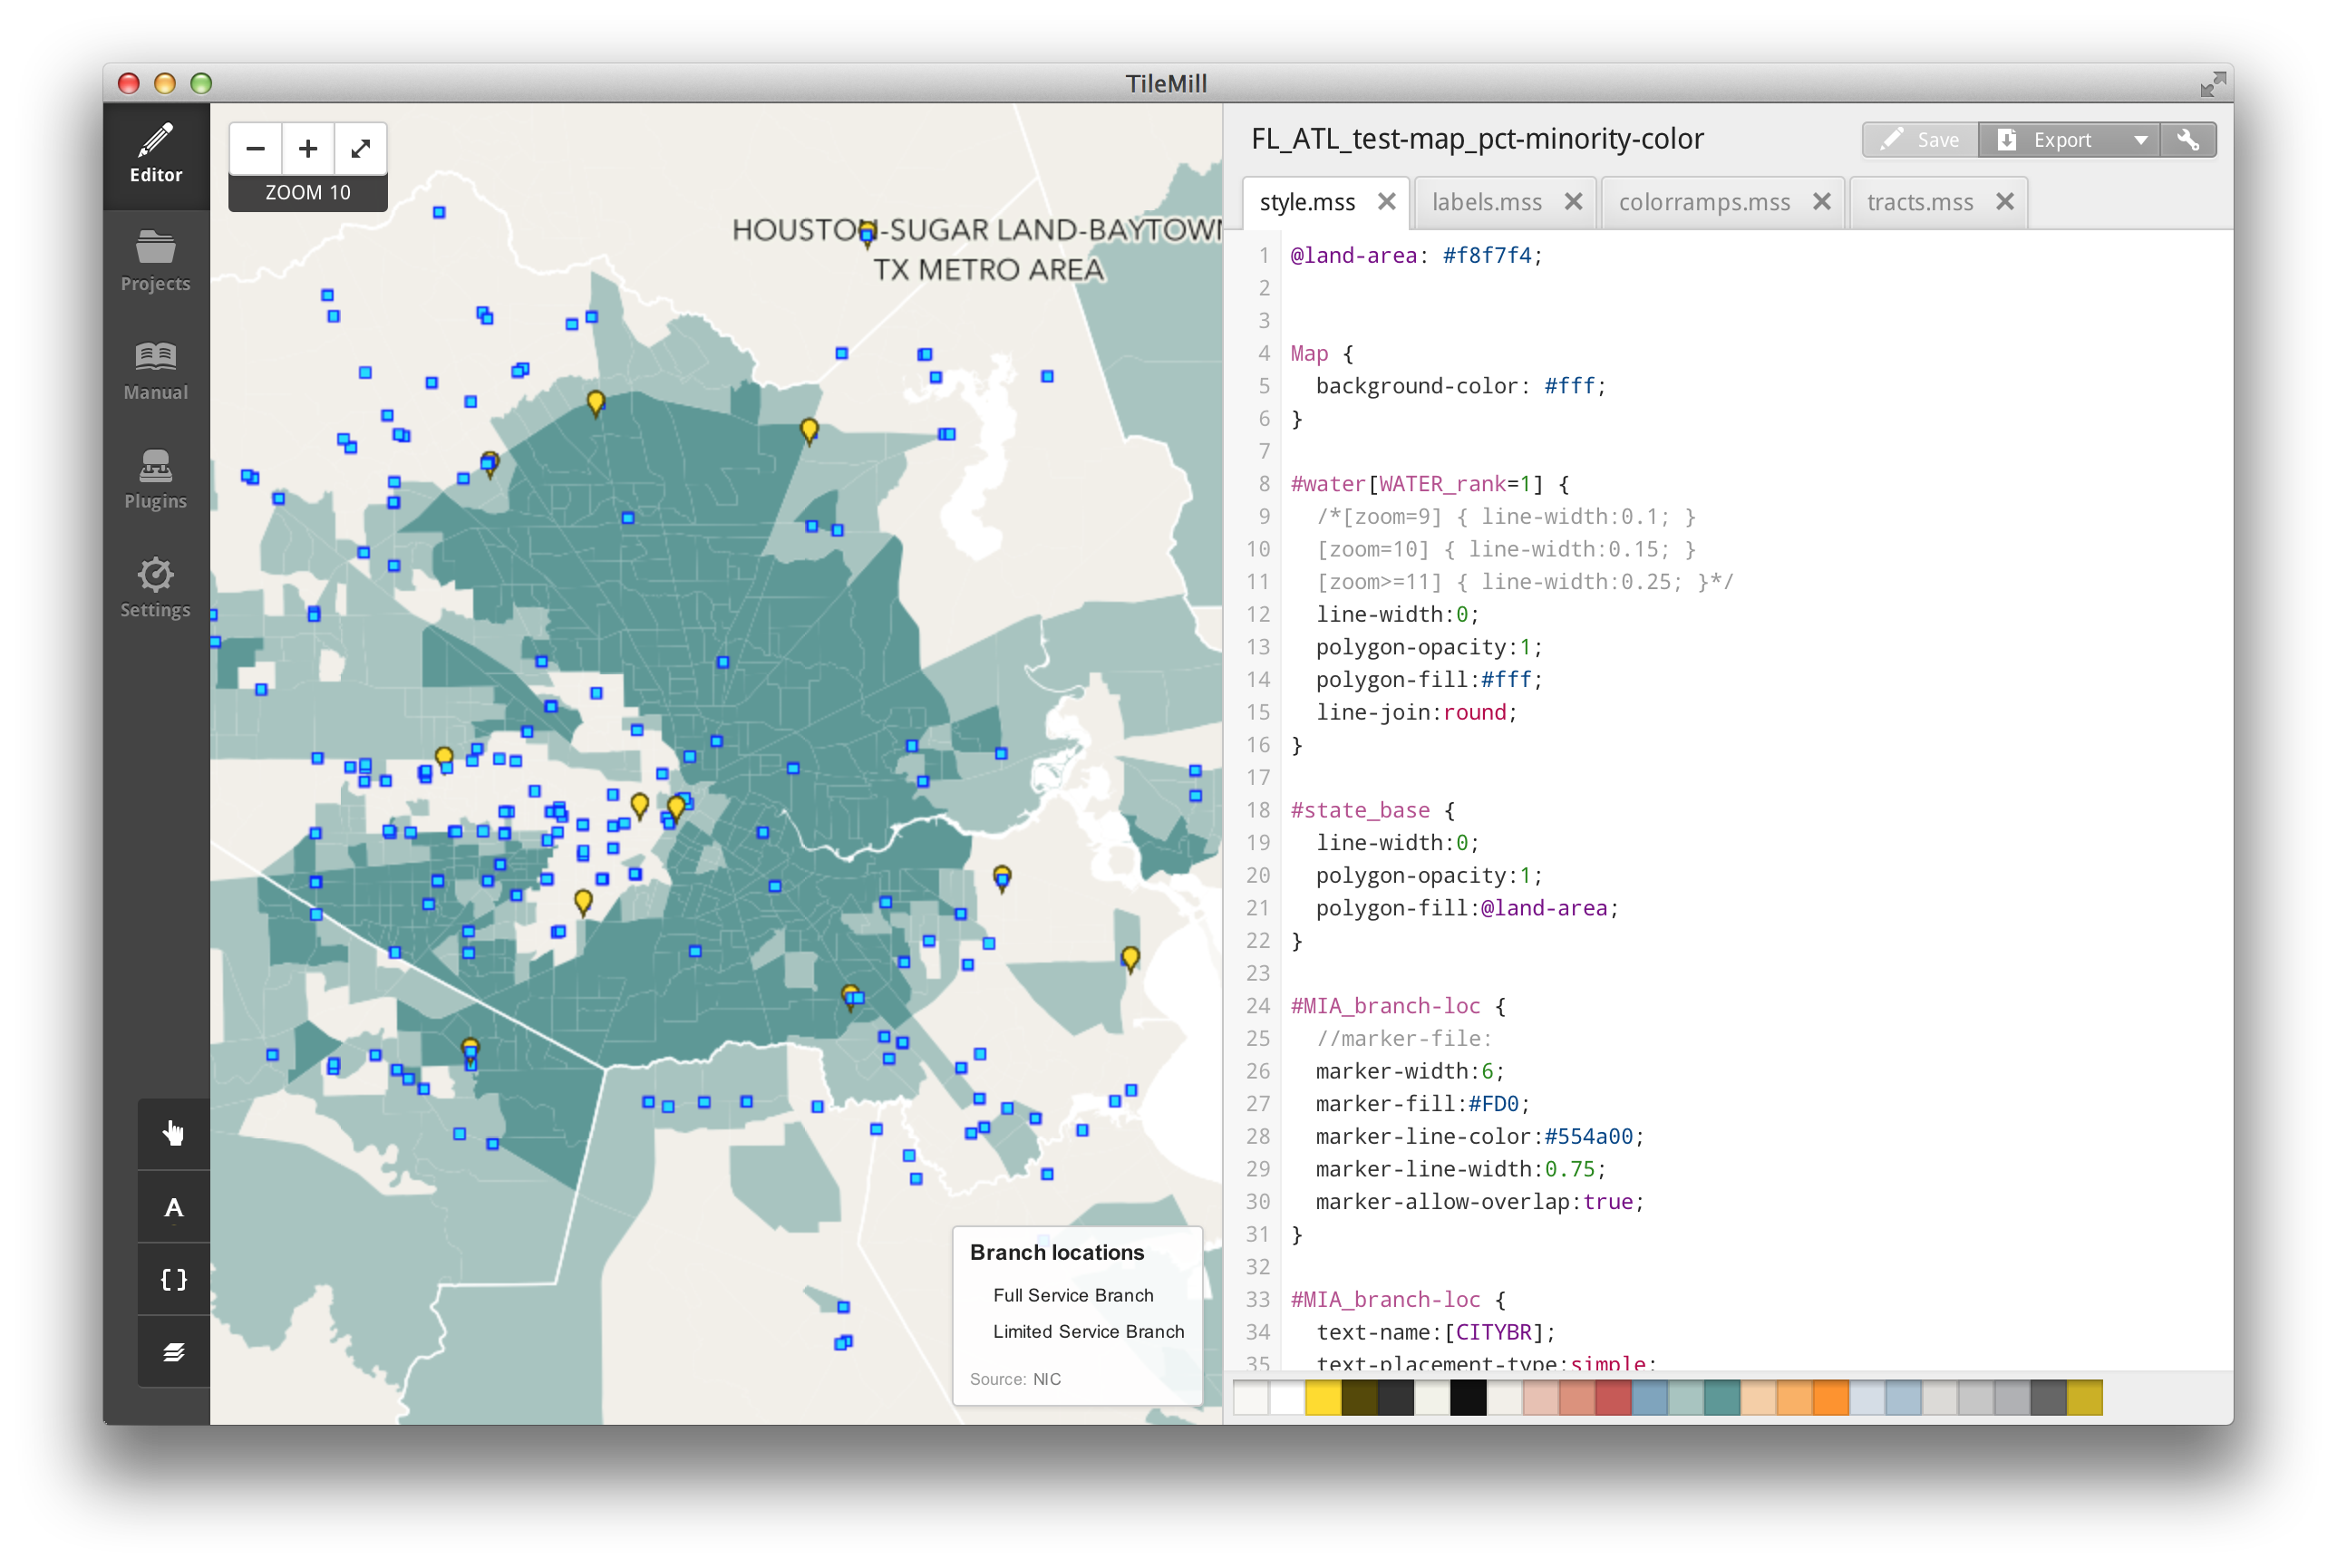 TileMill
Editor
Projects
Manual
Plugins
Settings
ZOOM 10
HOUSTON-SUGAR LAND-BAYTOWN
TX METRO AREA
A
{}
Branch locations
Full Service Branch
Limited Service Branch
Source: NIC
FL_ATL_test-map_pct-minority-color
Save
Export
style.mss
labels.mss
colorramps.mss
tracts.mss
1 @land-area: #f8f7f4;
2
3
4 Map {
5   background-color: #fff;
6 }
7
8 #water[WATER_rank=1] {
9   /*[zoom=9] { line-width:0.1; }
10   [zoom=10] { line-width:0.15; }
11   [zoom>=11] { line-width:0.25; }*/
12   line-width:0;
13   polygon-opacity:1;
14   polygon-fill:#fff;
15   line-join:round;
16 }
17
18 #state_base {
19   line-width:0;
20   polygon-opacity:1;
21   polygon-fill:@land-area;
22 }
23
24 #MIA_branch-loc {
25   //marker-file:
26   marker-width:6;
27   marker-fill:#FD0;
28   marker-line-color:#554a00;
29   marker-line-width:0.75;
30   marker-allow-overlap:true;
31 }
32
33 #MIA_branch-loc {
34   text-name:[CITYBR];
35   text-placement-type:simple;